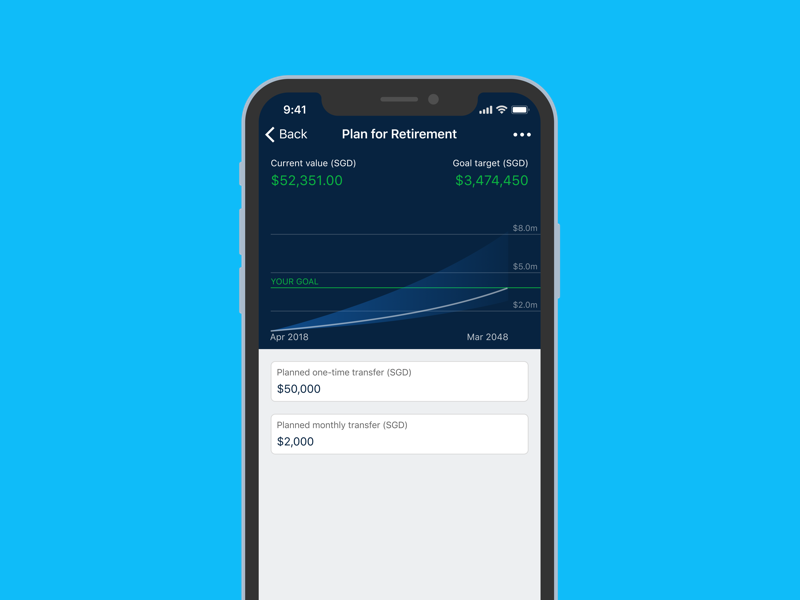 9:41
Back
Plan for Retirement
Current value (SGD)
Goal target (SGD)
$52,351.00
$3,474,450
$8.0m
$5.0m
YOUR GOAL
$2.0m
Apr 2018
Mar 2048
Planned one-time transfer (SGD)
$50,000
Planned monthly transfer (SGD)
$2,000